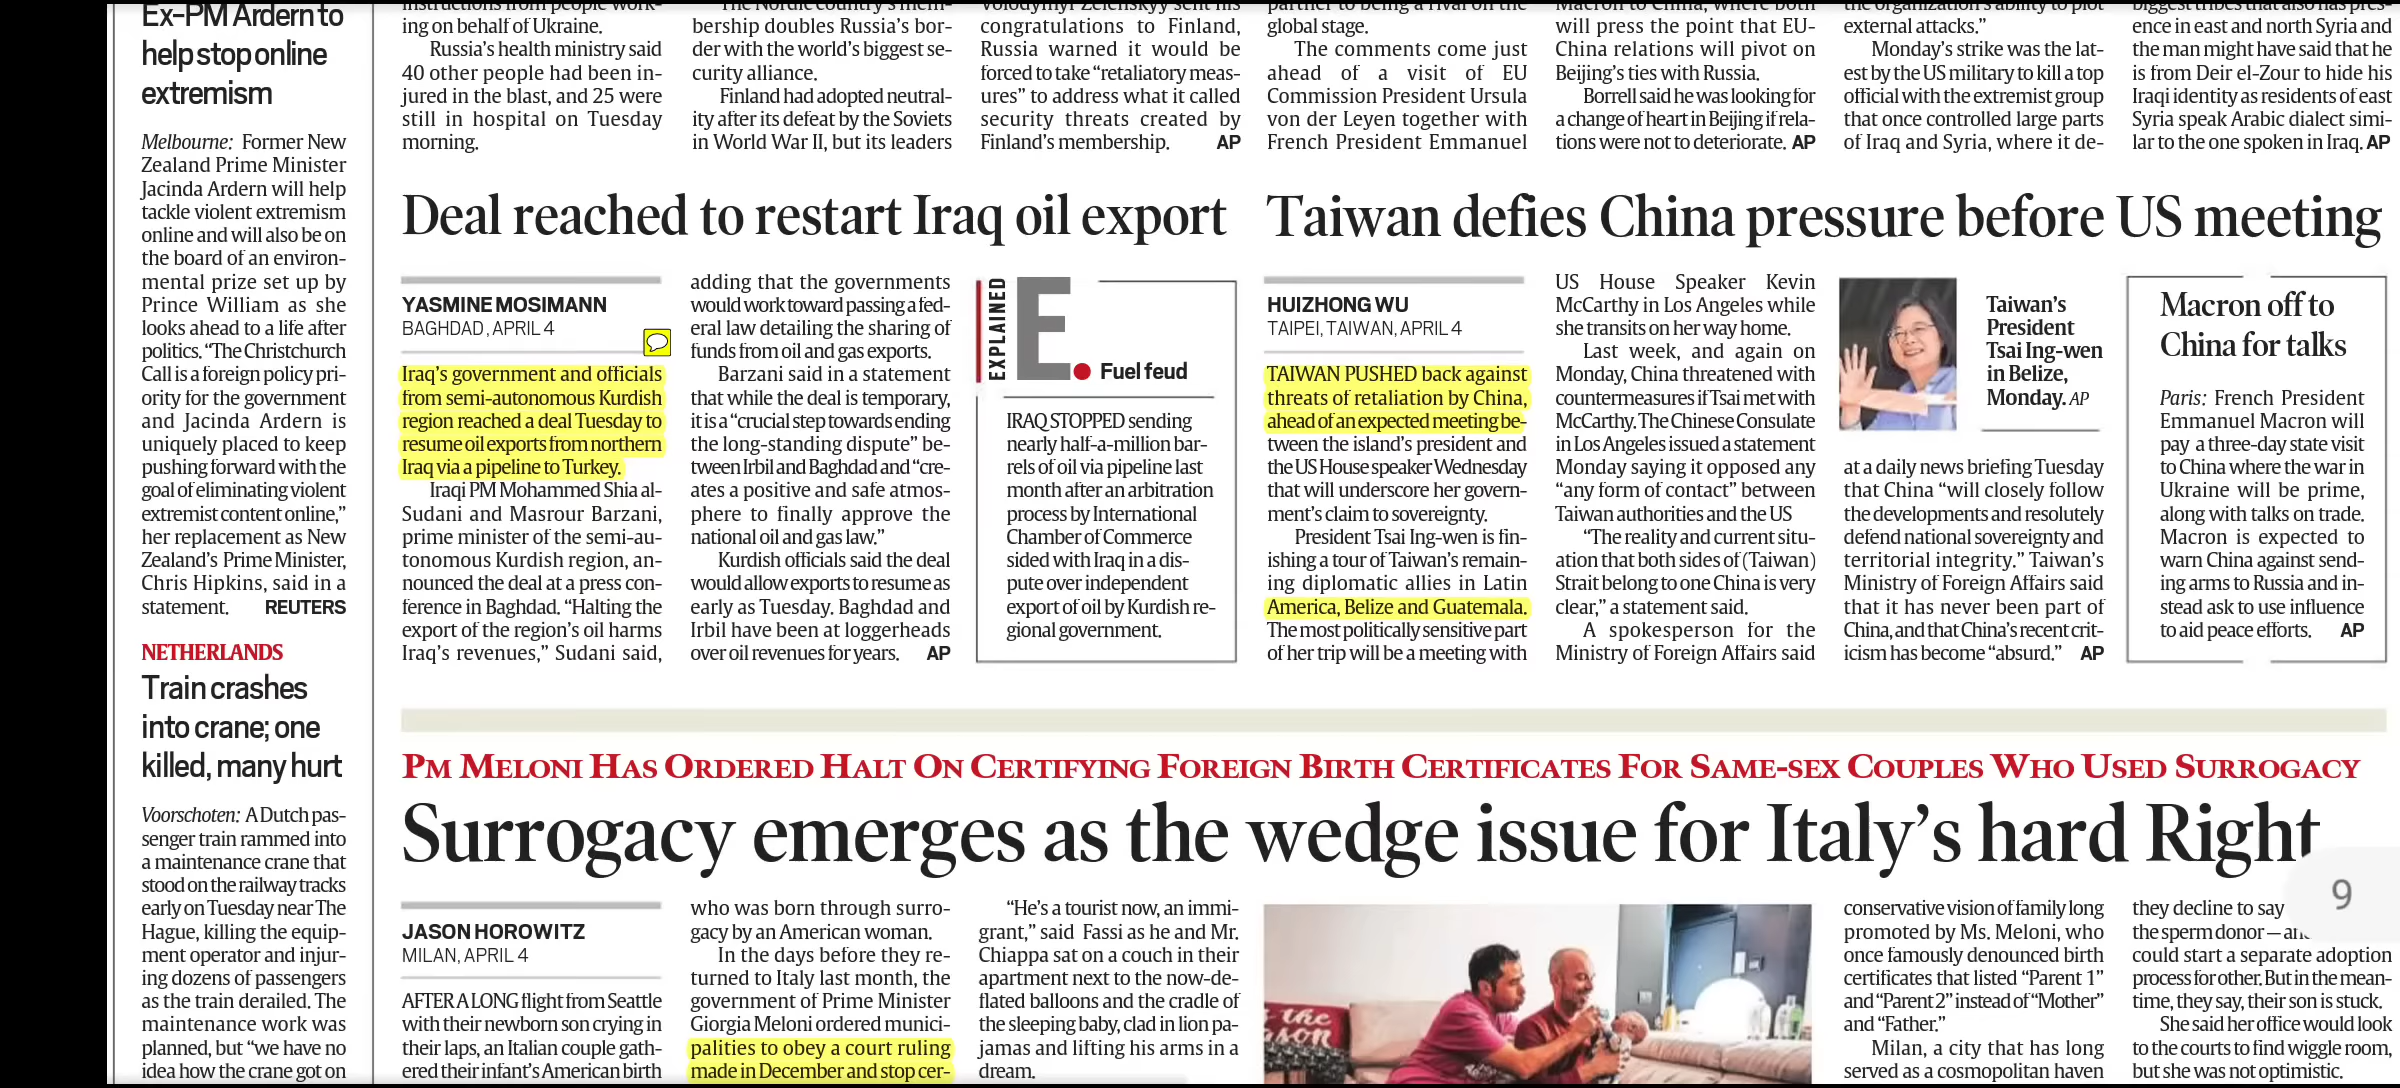 Ex-PM Ardern to
help stop online
extremism
Melbourne: Former New
Zealand Prime Minister
Jacinda Ardern will help
tackle violent extremism
online and will also be on
the board of an environ-
mental prize set up by
Prince William as she
looks ahead to a life after
politics. “The Christchurch
Call is a foreign policy pri-
ority for the government
and Jacinda Ardern is
uniquely placed to keep
pushing forward with the
goal of eliminating violent
extremist content online,”
her replacement as New
Zealand’s Prime Minister,
Chris Hipkins, said in a
statement. REUTERS
NETHERLANDS
Train crashes
into crane; one
killed, many hurt
Voorschoten: A Dutch pas-
senger train rammed into
a maintenance crane that
stood on the railway tracks
early on Tuesday near The
Hague, killing the equip-
ment operator and injur-
ing dozens of passengers
as the train derailed. The
maintenance work was
planned, but “we have no
idea how the crane got on
instructions from people work-
ing on behalf of Ukraine.
Russia’s health ministry said
40 other people had been in-
jured in the blast, and 25 were
still in hospital on Tuesday
morning.
The Nordic country’s mem-
bership doubles Russia’s bor-
der with the world’s biggest se-
curity alliance.
Finland had adopted neutral-
ity after its defeat by the Soviets
in World War II, but its leaders
Volodymyr Zelenskyy sent his
congratulations to Finland,
Russia warned it would be
forced to take “retaliatory meas-
ures” to address what it called
security threats created by
Finland’s membership. AP
partner to being a rival on the
global stage.
The comments come just
ahead of a visit of EU
Commission President Ursula
von der Leyen together with
French President Emmanuel
Macron to China, where both
will press the point that EU-
China relations will pivot on
Beijing’s ties with Russia.
Borrell said he was looking for
a change of heart in Beijing if rela-
tions were not to deteriorate. AP
the organization’s ability to plot
external attacks.”
Monday’s strike was the lat-
est by the US military to kill a top
official with the extremist group
that once controlled large parts
of Iraq and Syria, where it de-
biggest tribes that also has pres-
ence in east and north Syria and
the man might have said that he
is from Deir el-Zour to hide his
Iraqi identity as residents of east
Syria speak Arabic dialect simi-
lar to the one spoken in Iraq. AP
Deal reached to restart Iraq oil export
YASMINE MOSIMANN
BAGHDAD, APRIL 4
Iraq’s government and officials
from semi-autonomous Kurdish
region reached a deal Tuesday to
resume oil exports from northern
Iraq via a pipeline to Turkey.
Iraqi PM Mohammed Shia al-
Sudani and Masrour Barzani,
prime minister of the semi-au-
tonomous Kurdish region, an-
nounced the deal at a press con-
ference in Baghdad. “Halting the
export of the region’s oil harms
Iraq’s revenues,” Sudani said,
adding that the governments
would work toward passing a fed-
eral law detailing the sharing of
funds from oil and gas exports.
Barzani said in a statement
that while the deal is temporary,
it is a “crucial step towards ending
the long-standing dispute” be-
tween Irbil and Baghdad and “cre-
ates a positive and safe atmos-
phere to finally approve the
national oil and gas law.”
Kurdish officials said the deal
would allow exports to resume as
early as Tuesday. Baghdad and
Irbil have been at loggerheads
over oil revenues for years. AP
EXPLAINED
E.
Fuel feud
IRAQ STOPPED sending
nearly half-a-million bar-
rels of oil via pipeline last
month after an arbitration
process by International
Chamber of Commerce
sided with Iraq in a dis-
pute over independent
export of oil by Kurdish re-
gional government.
Taiwan defies China pressure before US meeting
HUIZHONG WU
TAIPEI, TAIWAN, APRIL 4
TAIWAN PUSHED back against
threats of retaliation by China,
ahead of an expected meeting be-
tween the island’s president and
the US House speaker Wednesday
that will underscore her govern-
ment’s claim to sovereignty.
President Tsai Ing-wen is fin-
ishing a tour of Taiwan’s remain-
ing diplomatic allies in Latin
America, Belize and Guatemala.
The most politically sensitive part
of her trip will be a meeting with
US House Speaker Kevin
McCarthy in Los Angeles while
she transits on her way home.
Last week, and again on
Monday, China threatened with
countermeasures if Tsai met with
McCarthy. The Chinese Consulate
in Los Angeles issued a statement
Monday saying it opposed any
“any form of contact” between
Taiwan authorities and the US
“The reality and current situ-
ation that both sides of (Taiwan)
Strait belong to one China is very
clear,” a statement said.
A spokesperson for the
Ministry of Foreign Affairs said
Taiwan’s
President
Tsai Ing-wen
in Belize,
Monday. AP
at a daily news briefing Tuesday
that China “will closely follow
the developments and resolutely
defend national sovereignty and
territorial integrity.” Taiwan’s
Ministry of Foreign Affairs said
that it has never been part of
China, and that China’s recent crit-
icism has become “absurd.” AP
Macron off to
China for talks
Paris: French President
Emmanuel Macron will
pay a three-day state visit
to China where the war in
Ukraine will be prime,
along with talks on trade.
Macron is expected to
warn China against send-
ing arms to Russia and in-
stead ask to use influence
to aid peace efforts. AP
PM MELONI HAS ORDERED HALT ON CERTIFYING FOREIGN BIRTH CERTIFICATES FOR SAME-SEX COUPLES WHO USED SURROGACY
Surrogacy emerges as the wedge issue for Italy’s hard Right
JASON HOROWITZ
MILAN, APRIL 4
AFTER A LONG flight from Seattle
with their newborn son crying in
their laps, an Italian couple gath-
ered their infant’s American birth
who was born through surro-
gacy by an American woman.
In the days before they re-
turned to Italy last month, the
government of Prime Minister
Giorgia Meloni ordered munici-
palities to obey a court ruling
made in December and stop cer-
“He’s a tourist now, an immi-
grant,” said Fassi as he and Mr.
Chiappa sat on a couch in their
apartment next to the now-de-
flated balloons and the cradle of
the sleeping baby, clad in lion pa-
jamas and lifting his arms in a
dream.
conservative vision of family long
promoted by Ms. Meloni, who
once famously denounced birth
certificates that listed “Parent 1”
and “Parent 2” instead of “Mother”
and “Father.”
Milan, a city that has long
served as a cosmopolitan haven
they decline to say
the sperm donor —
could start a separate adoption
process for other. But in the mean-
time, they say, their son is stuck.
She said her office would look
to the courts to find wiggle room,
but she was not optimistic.
9